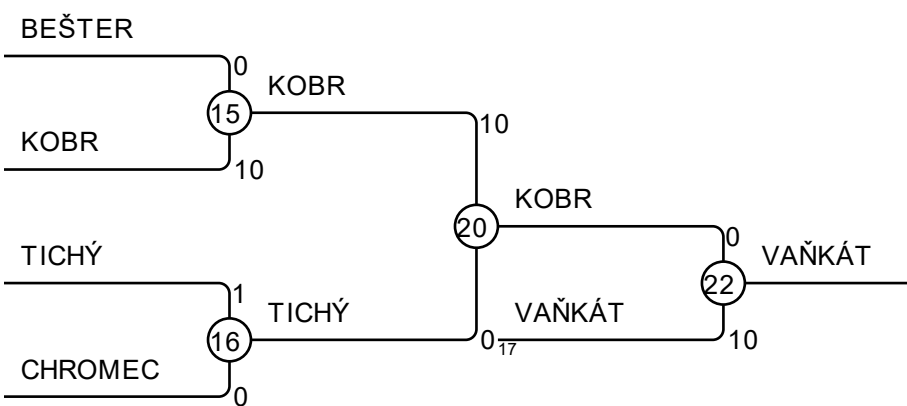 BEŠTER
0
15
KOBR
KOBR
10
10
20
KOBR
0
TICHÝ
1
16
TICHÝ
0
17
VAŇKÁT
22
VAŇKÁT
10
CHROMEC
0